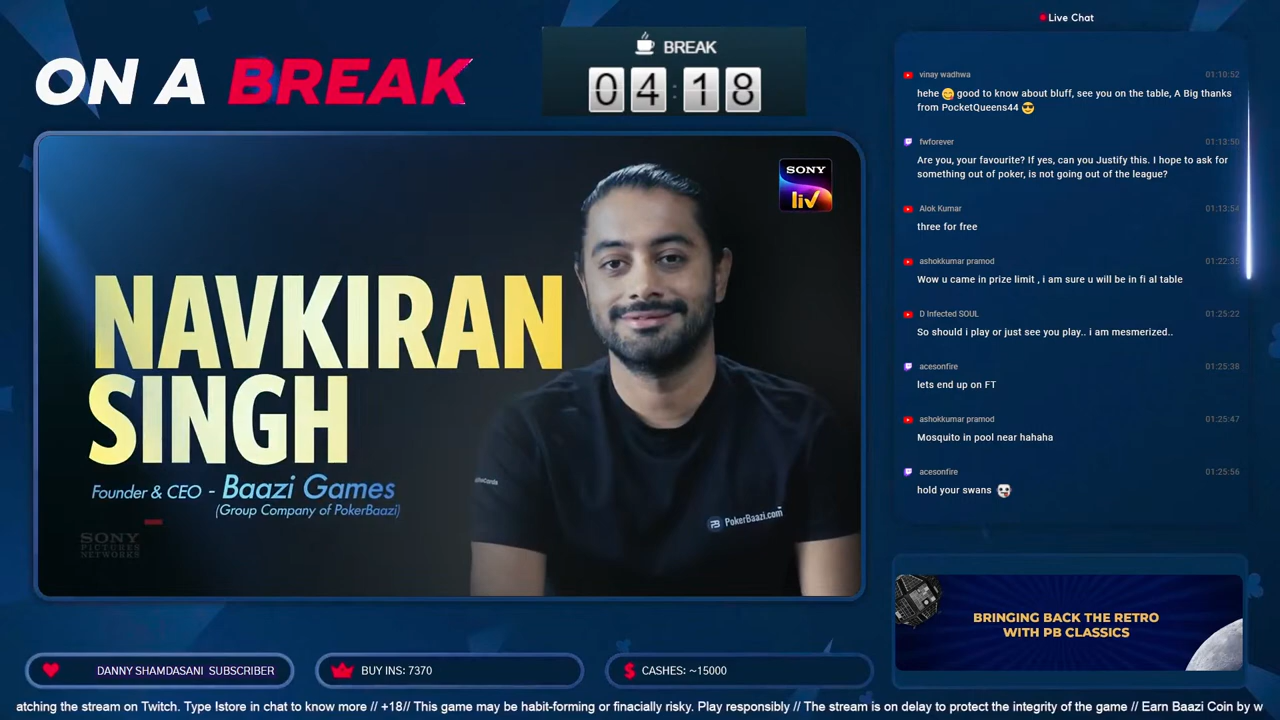 ON A BREAK
BREAK
04:18
SONY
liv
NAVKIRAN
SINGH
Founder & CEO - Baazi Games
(Group Company of PokerBaazi)
SONY
PICTURES
NETWORKS
PB PokerBaazi.com
Live Chat
vinay wadhwa 01:10:52
hehe 😋 good to know about bluff, see you on the table, A Big thanks
from PocketQueens44 😎
fwforever 01:13:50
Are you, your favourite? If yes, can you Justify this. I hope to ask for
something out of poker, is not going out of the league?
Alok Kumar 01:13:54
three for free
ashokkumar pramod 01:22:35
Wow u came in prize limit , i am sure u will be in fi al table
D Infected SOUL 01:25:22
So should i play or just see you play.. i am mesmerized..
acesonfire 01:25:38
lets end up on FT
ashokkumar pramod 01:25:47
Mosquito in pool near hahaha
acesonfire 01:25:56
hold your swans
BRINGING BACK THE RETRO
WITH PB CLASSICS
DANNY SHAMDASANI SUBSCRIBER
BUY INS: 7370
CASHES: ~15000
atching the stream on Twitch. Type !store in chat to know more // +18// This game may be habit-forming or finacially risky. Play responsibly // The stream is on delay to protect the integrity of the game // Earn Baazi Coin by w